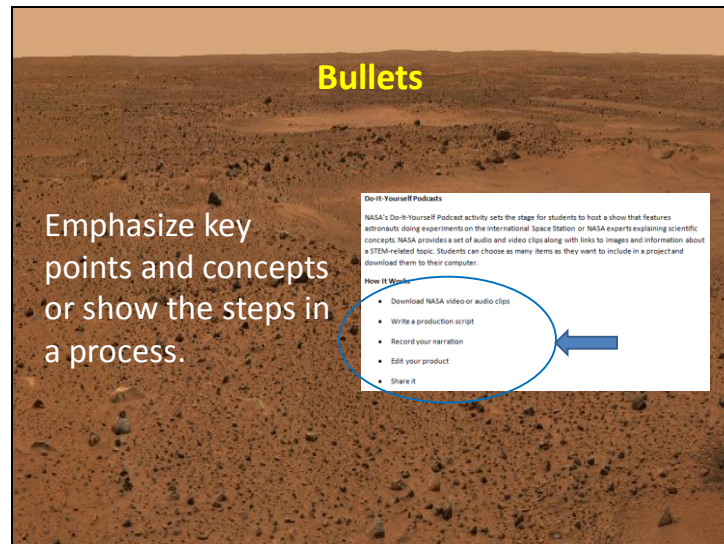 Bullets
Emphasize key
points and concepts
or show the steps in
a process.
Do-It-Yourself Podcasts
NASA's Do-It-Yourself Podcast activity sets the stage for students to host a show that features
astronauts doing experiments on the International Space Station or NASA experts explaining scientific
concepts. NASA provides a set of audio and video clips along with links to images and information about
a STEM-related topic. Students can choose as many items as they want to include in a project and
download them to their computer.
How It Works
• Download NASA video or audio clips
• Write a production script
• Record your narration
• Edit your product
• Share it